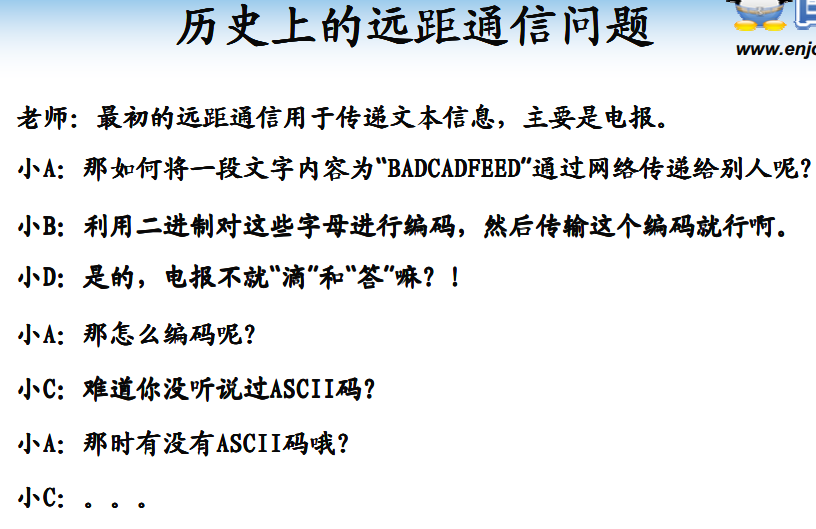 历史上的远距通信问题
www.enjo
老师：最初的远距通信用于传递文本信息，主要是电报。
小A：那如何将一段文字内容为“BADCADFEED”通过网络传递给别人呢？
小B：利用二进制对这些字母进行编码，然后传输这个编码就行啊。
小D：是的，电报不就“滴”和“答”嘛？！
小A：那怎么编码呢？
小C：难道你没听说过ASCII码？
小A：那时有没有ASCII码哦？
小C：。。。